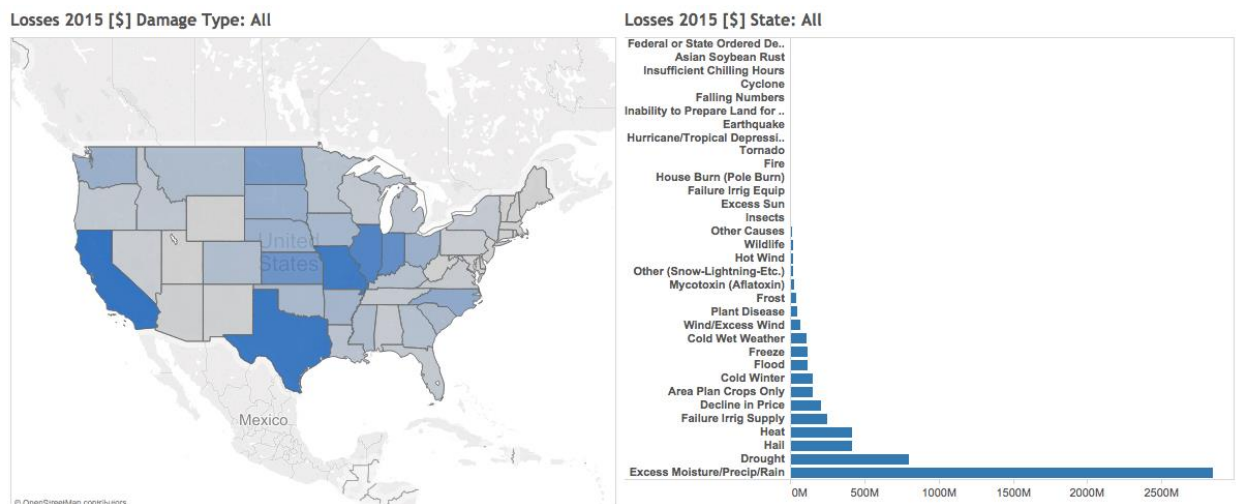 Losses 2015 [$] Damage Type: All
United
States
Mexico
© OpenStreetMap contributors
Losses 2015 [$] State: All
Federal or State Ordered De..
Asian Soybean Rust
Insufficient Chilling Hours
Cyclone
Falling Numbers
Inability to Prepare Land for ..
Earthquake
Hurricane/Tropical Depressi..
Tornado
Fire
House Burn (Pole Burn)
Failure Irrig Equip
Excess Sun
Insects
Other Causes
Wildlife
Hot Wind
Other (Snow-Lightning-Etc.)
Mycotoxin (Aflatoxin)
Frost
Plant Disease
Wind/Excess Wind
Cold Wet Weather
Freeze
Flood
Cold Winter
Area Plan Crops Only
Decline in Price
Failure Irrig Supply
Heat
Hail
Drought
Excess Moisture/Precip/Rain
0M 500M 1000M 1500M 2000M 2500M